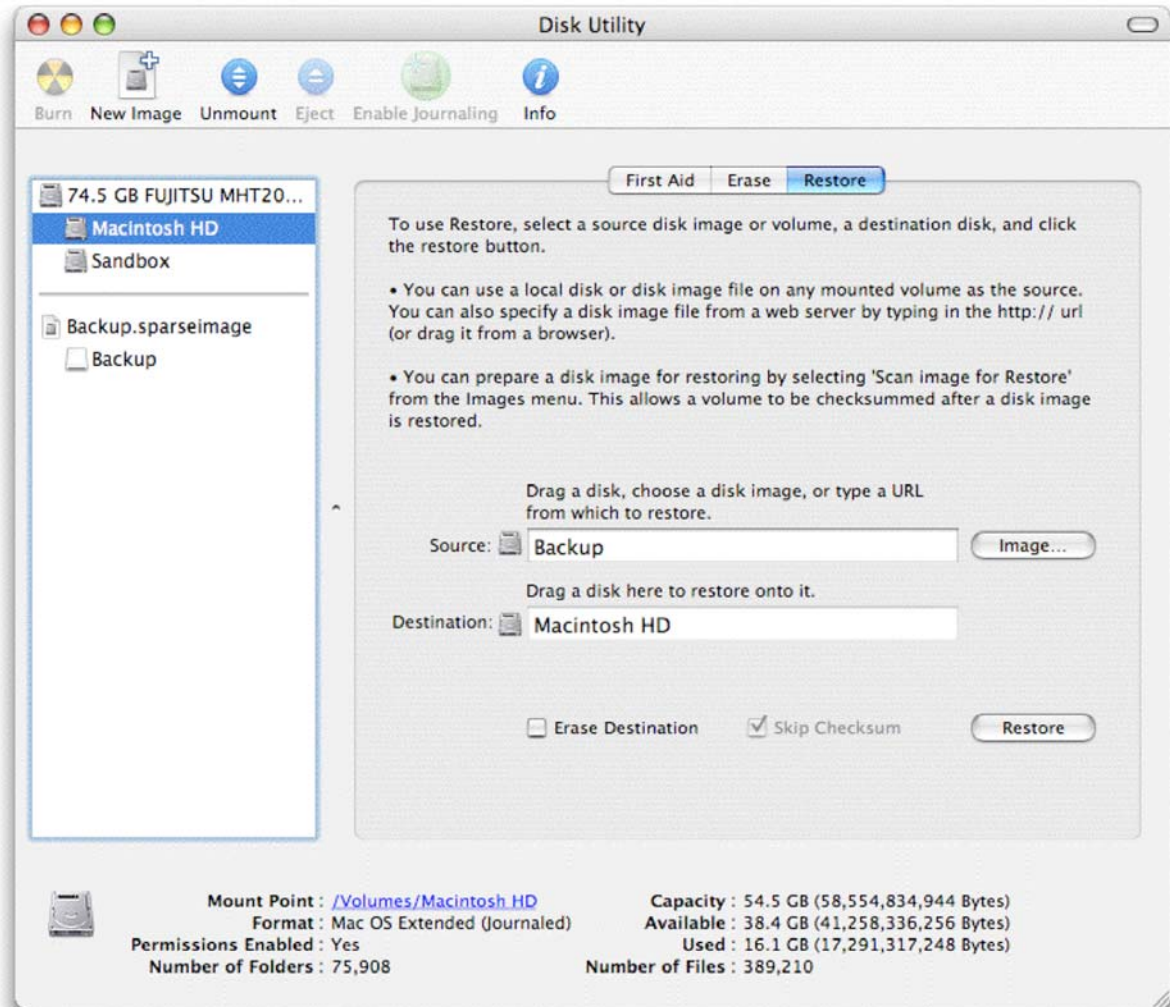 Disk Utility
Burn New Image Unmount Eject Enable Journaling Info
74.5 GB FUJITSU MHT20...
Macintosh HD
Sandbox
Backup.sparseimage
Backup
First Aid Erase Restore
To use Restore, select a source disk image or volume, a destination disk, and click
the restore button.
• You can use a local disk or disk image file on any mounted volume as the source.
You can also specify a disk image file from a web server by typing in the http:// url
(or drag it from a browser).
• You can prepare a disk image for restoring by selecting 'Scan image for Restore'
from the Images menu. This allows a volume to be checksummed after a disk image
is restored.
Drag a disk, choose a disk image, or type a URL
from which to restore.
Source: Backup Image...
Drag a disk here to restore onto it.
Destination: Macintosh HD
Erase Destination Skip Checksum Restore
Mount Point : /Volumes/Macintosh HD Capacity : 54.5 GB (58,554,834,944 Bytes)
Format : Mac OS Extended (Journaled) Available : 38.4 GB (41,258,336,256 Bytes)
Permissions Enabled : Yes Used : 16.1 GB (17,291,317,248 Bytes)
Number of Folders : 75,908 Number of Files : 389,210